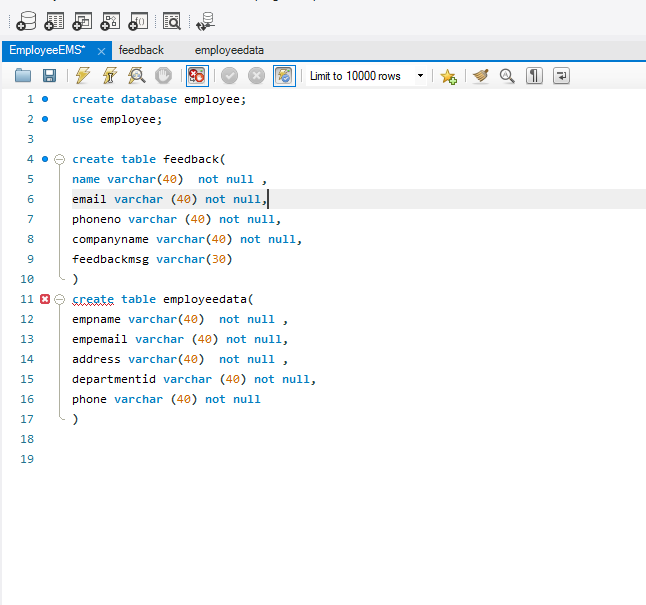 EmployeeEMS* feedback employeedata
Limit to 10000 rows
1 create database employee;
2 use employee;
3
4 create table feedback(
5 name varchar(40)  not null ,
6 email varchar (40) not null,
7 phoneno varchar (40) not null,
8 companyname varchar(40) not null,
9 feedbackmsg varchar(30)
10 )
11 create table employeedata(
12 empname varchar(40)  not null ,
13 empemail varchar (40) not null,
14 address varchar(40)  not null ,
15 departmentid varchar (40) not null,
16 phone varchar (40) not null
17 )
18
19